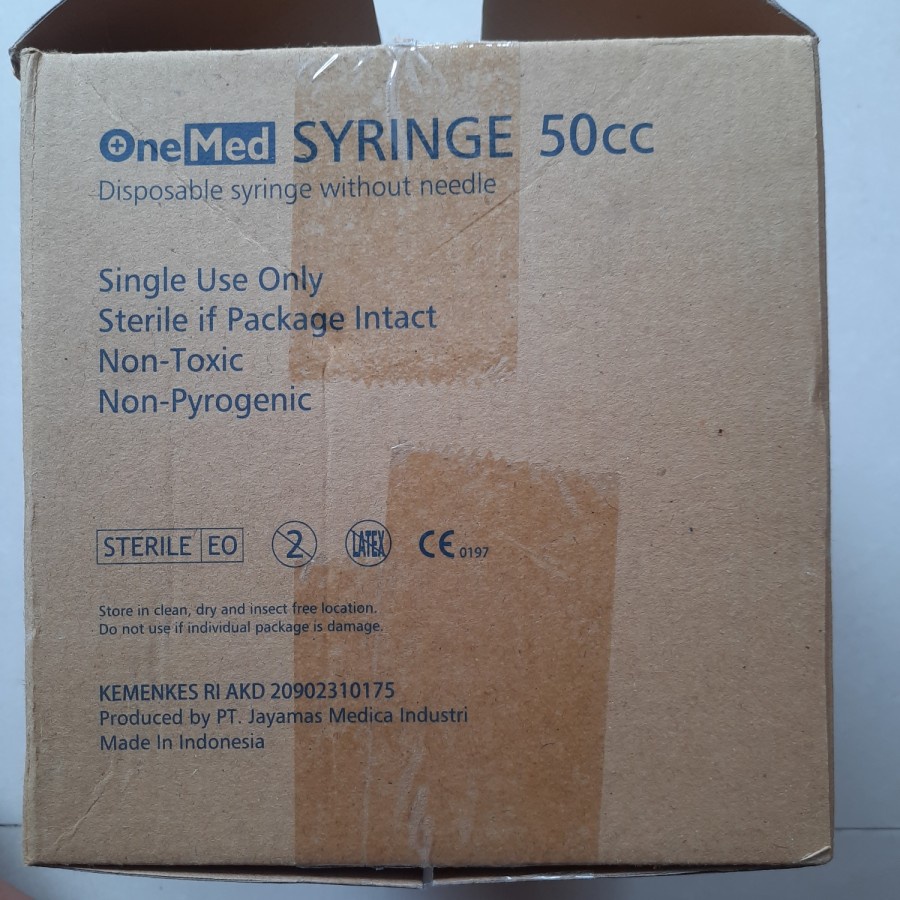 OneMed SYRINGE 50cc
Disposable syringe without needle
Single Use Only
Sterile if Package Intact
Non-Toxic
Non-Pyrogenic
STERILE EO 2 LATEX CE 0197
Store in clean, dry and insect free location.
Do not use if individual package is damage.
KEMENKES RI AKD 20902310175
Produced by PT. Jayamas Medica Industri
Made In Indonesia